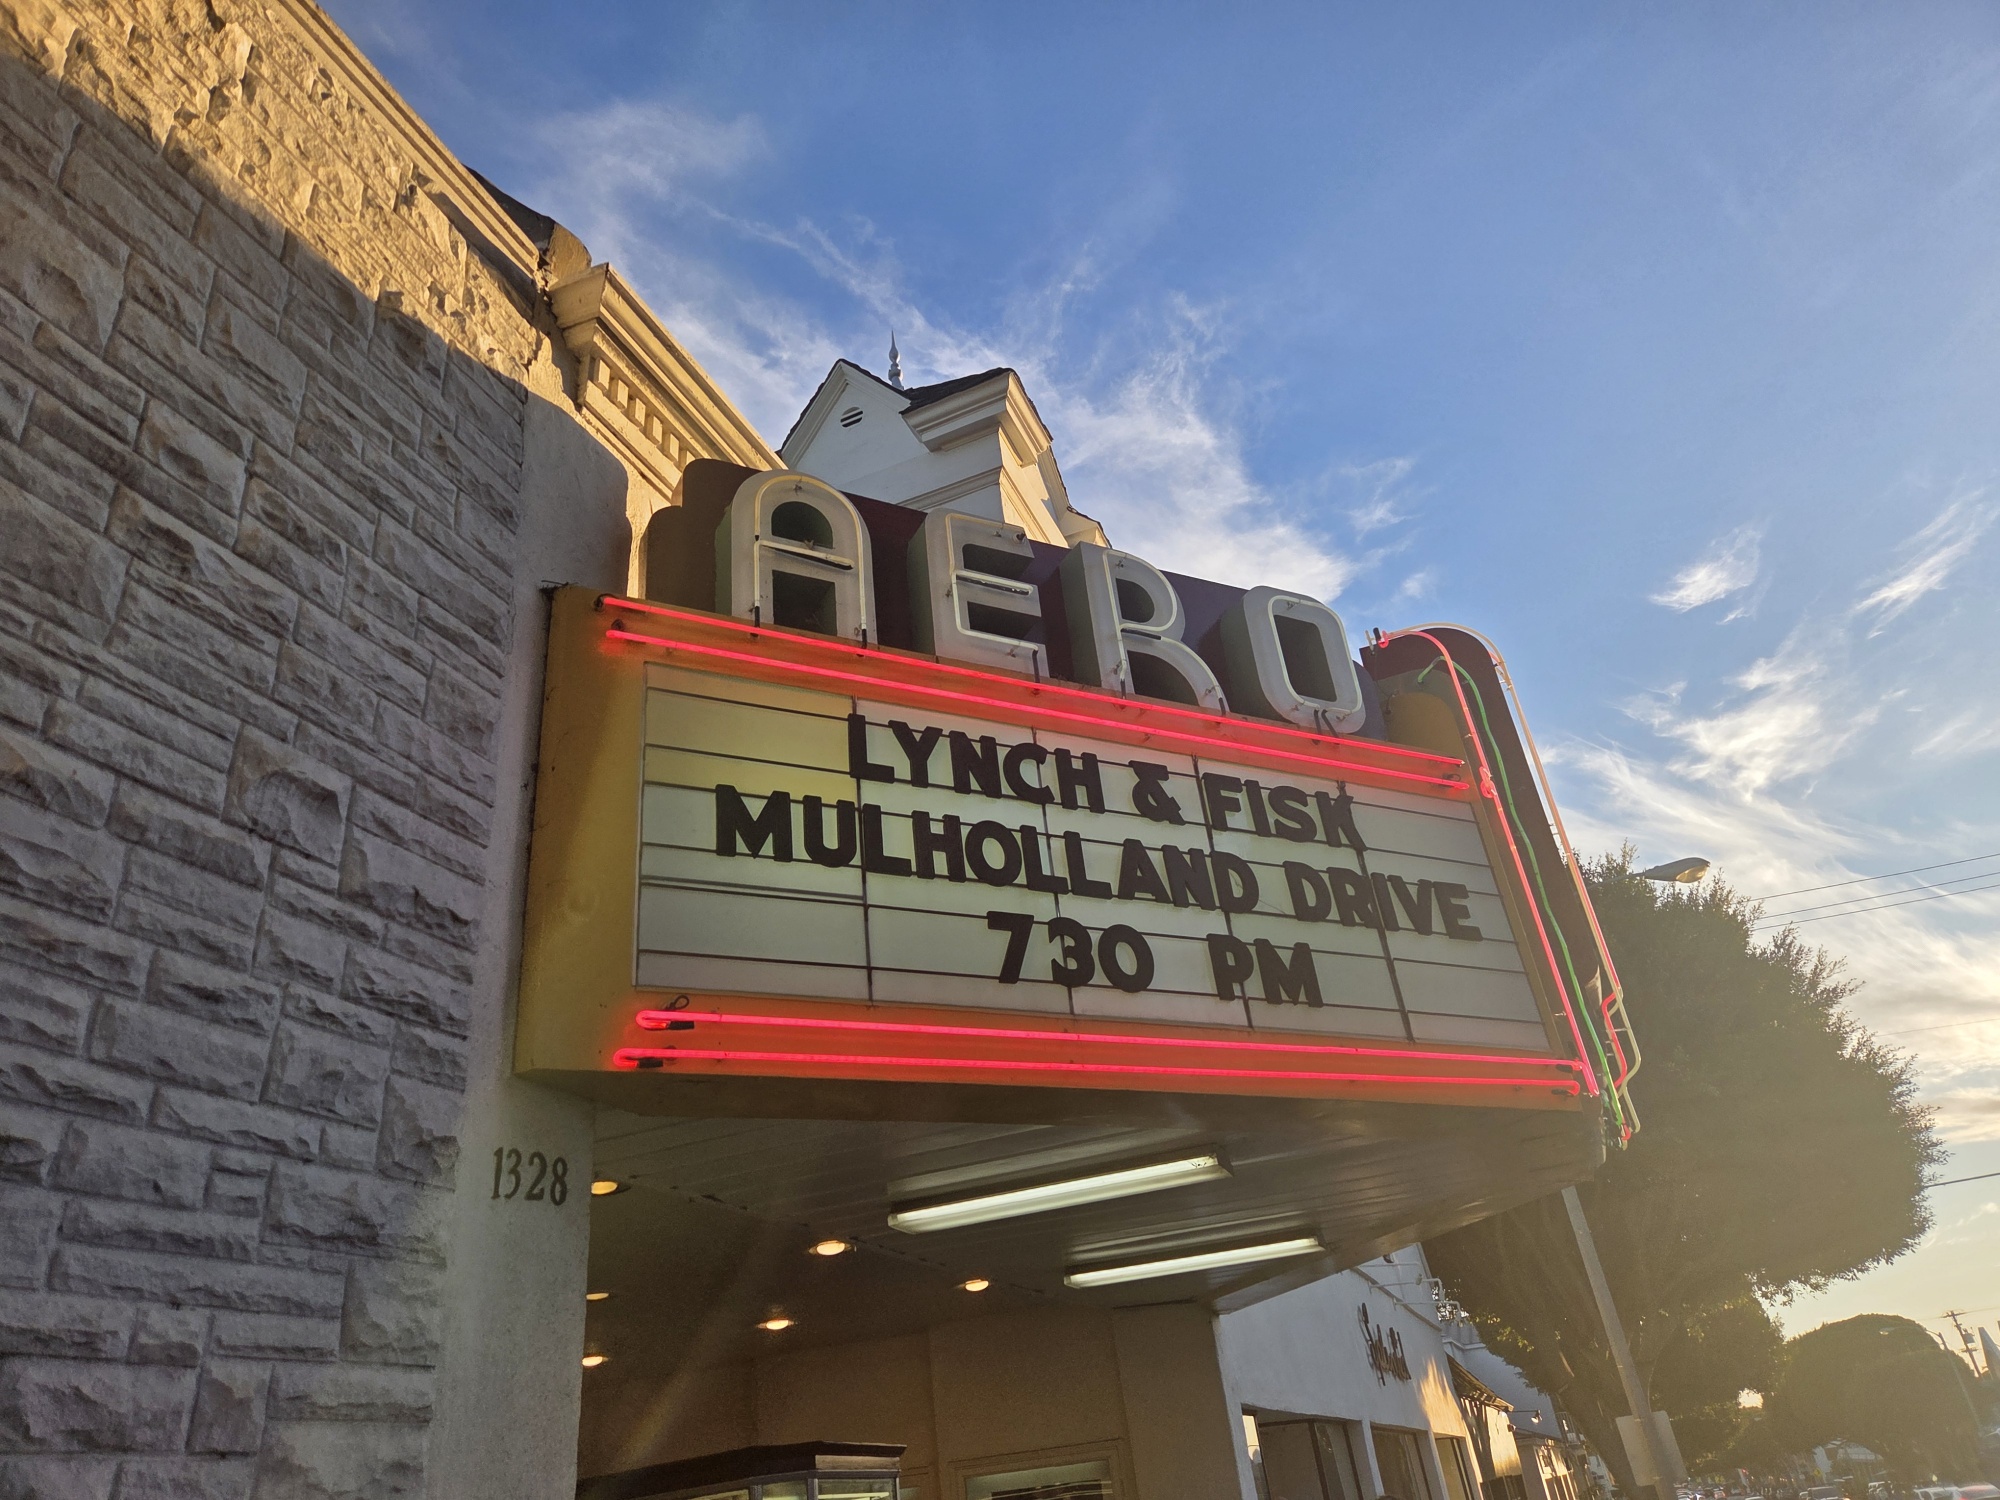 AERO
LYNCH & FISK
MULHOLLAND DRIVE
730 PM
1328